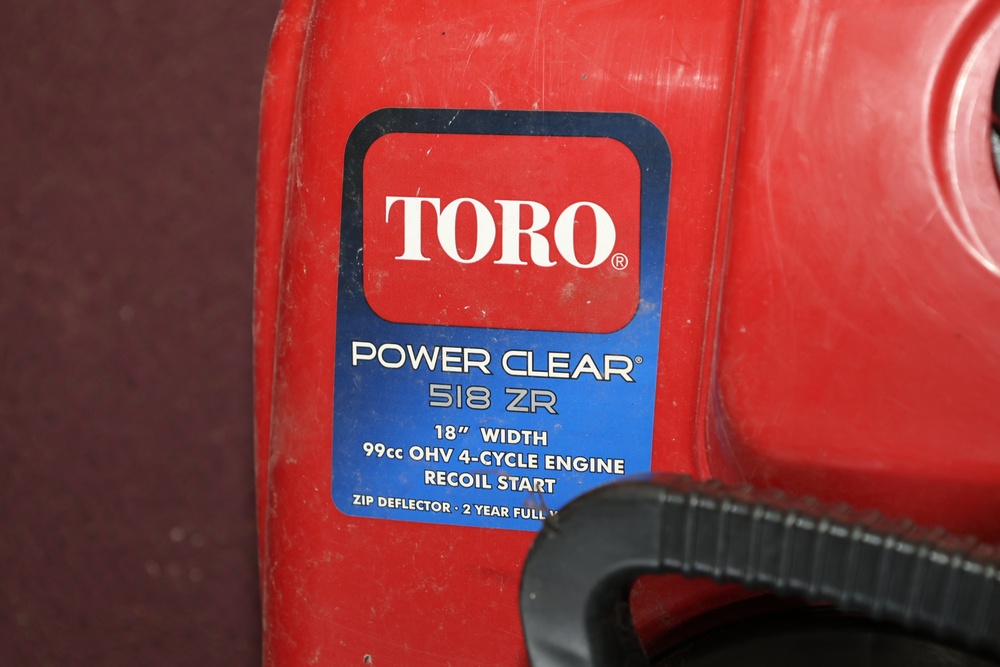 TORO®
POWER CLEAR®
518 ZR
18” WIDTH
99cc OHV 4-CYCLE ENGINE
RECOIL START
ZIP DEFLECTOR · 2 YEAR FULL